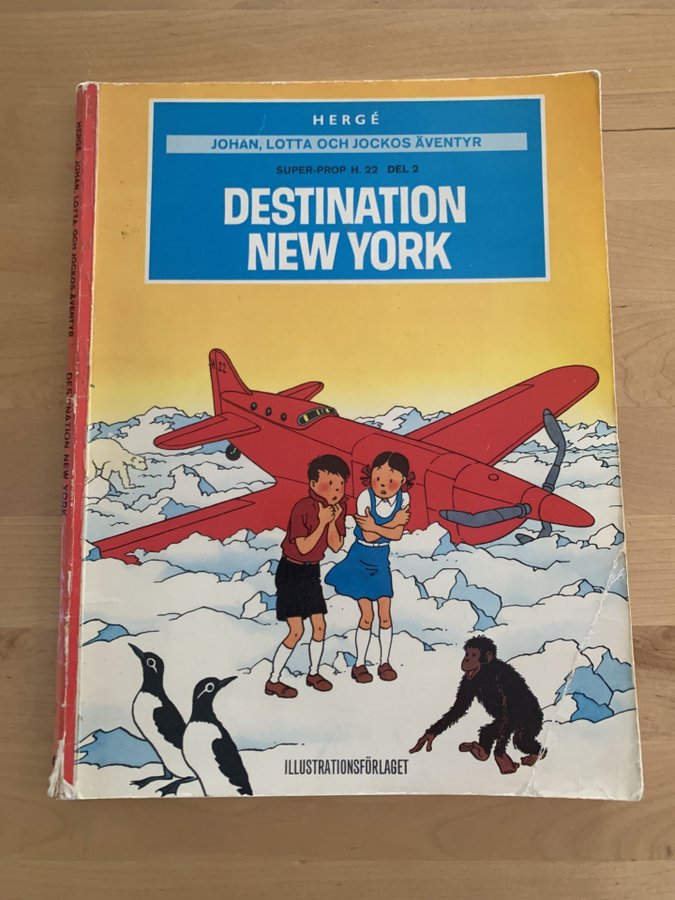 HERGÉ
JOHAN, LOTTA OCH JOCKOS ÄVENTYR
SUPER-PROP H. 22 DEL 2
DESTINATION
NEW YORK
H 22
ILLUSTRATIONSFÖRLAGET
HERGÉ: JOHAN, LOTTA OCH JOCKOS ÄVENTYR DESTINATION NEW YORK